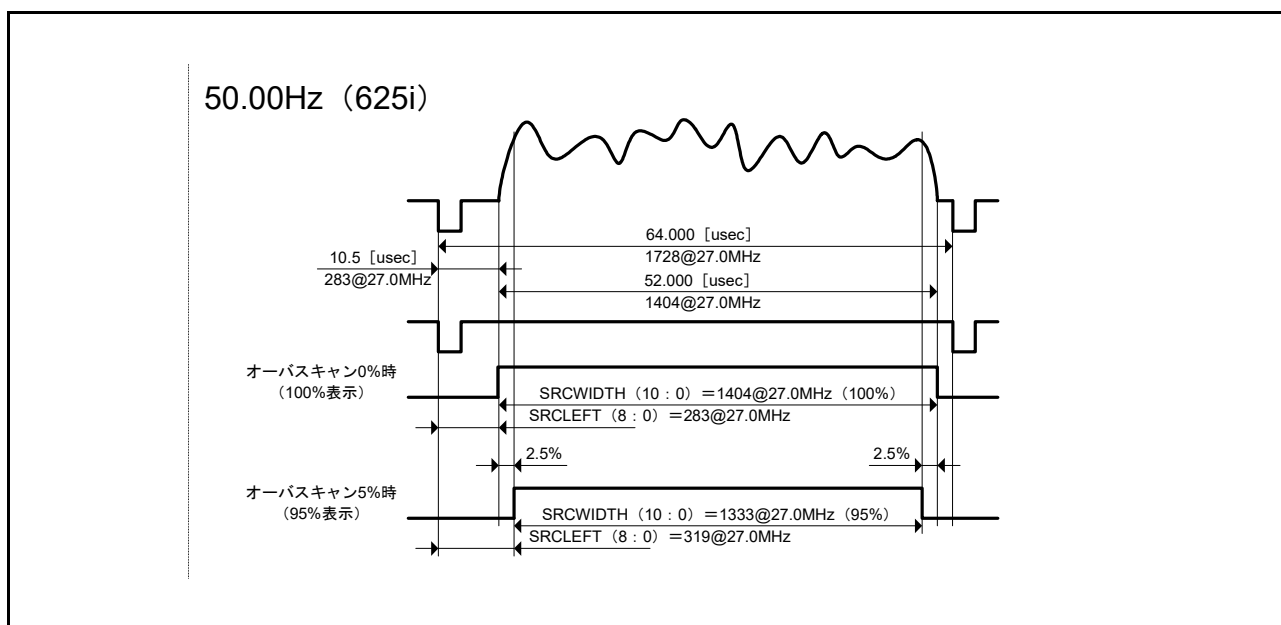 50.00Hz（625i）
64.000［usec］
10.5［usec］
1728@27.0MHz
283@27.0MHz
52.000［usec］
1404@27.0MHz
オーバスキャン0%時
（100%表示）
SRCWIDTH（10：0）＝1404@27.0MHz（100%）
SRCLEFT（8：0）＝283@27.0MHz
2.5%
2.5%
オーバスキャン5%時
（95%表示）
SRCWIDTH（10：0）＝1333@27.0MHz（95%）
SRCLEFT（8：0）＝319@27.0MHz